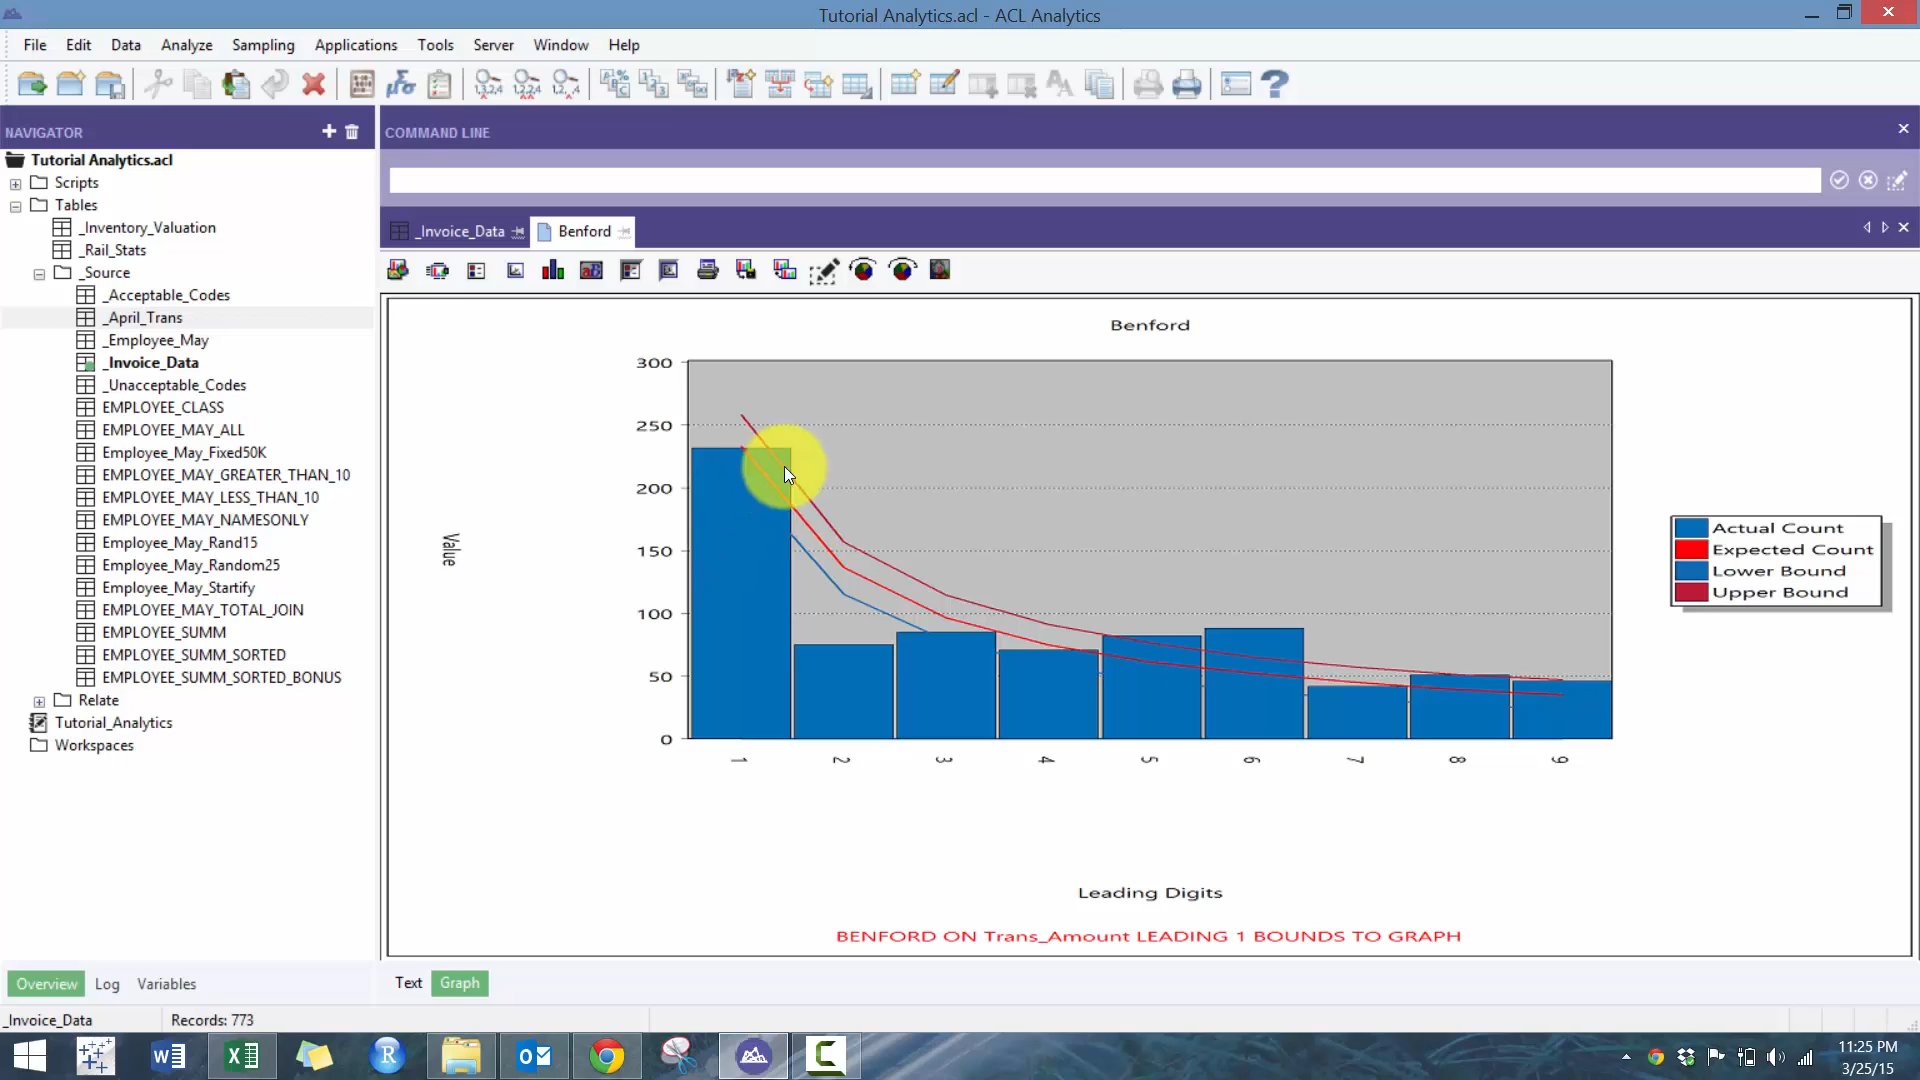 Tutorial Analytics.acl - ACL Analytics
File Edit Data Analyze Sampling Applications Tools Server Window Help
NAVIGATOR
COMMAND LINE
Tutorial Analytics.acl
Scripts
Tables
_Inventory_Valuation
_Rail_Stats
_Source
_Acceptable_Codes
_April_Trans
_Employee_May
_Invoice_Data
_Unacceptable_Codes
EMPLOYEE_CLASS
EMPLOYEE_MAY_ALL
Employee_May_Fixed50K
EMPLOYEE_MAY_GREATER_THAN_10
EMPLOYEE_MAY_LESS_THAN_10
EMPLOYEE_MAY_NAMESONLY
Employee_May_Rand15
Employee_May_Random25
Employee_May_Startify
EMPLOYEE_MAY_TOTAL_JOIN
EMPLOYEE_SUMM
EMPLOYEE_SUMM_SORTED
EMPLOYEE_SUMM_SORTED_BONUS
Relate
Tutorial_Analytics
Workspaces
_Invoice_Data Benford
Benford
300
250
200
150
100
50
0
Value
1 2 3 4 5 6 7 8 9
Leading Digits
BENFORD ON Trans_Amount LEADING 1 BOUNDS TO GRAPH
Actual Count
Expected Count
Lower Bound
Upper Bound
Overview Log Variables
Text Graph
_Invoice_Data Records: 773
11:25 PM
3/25/15